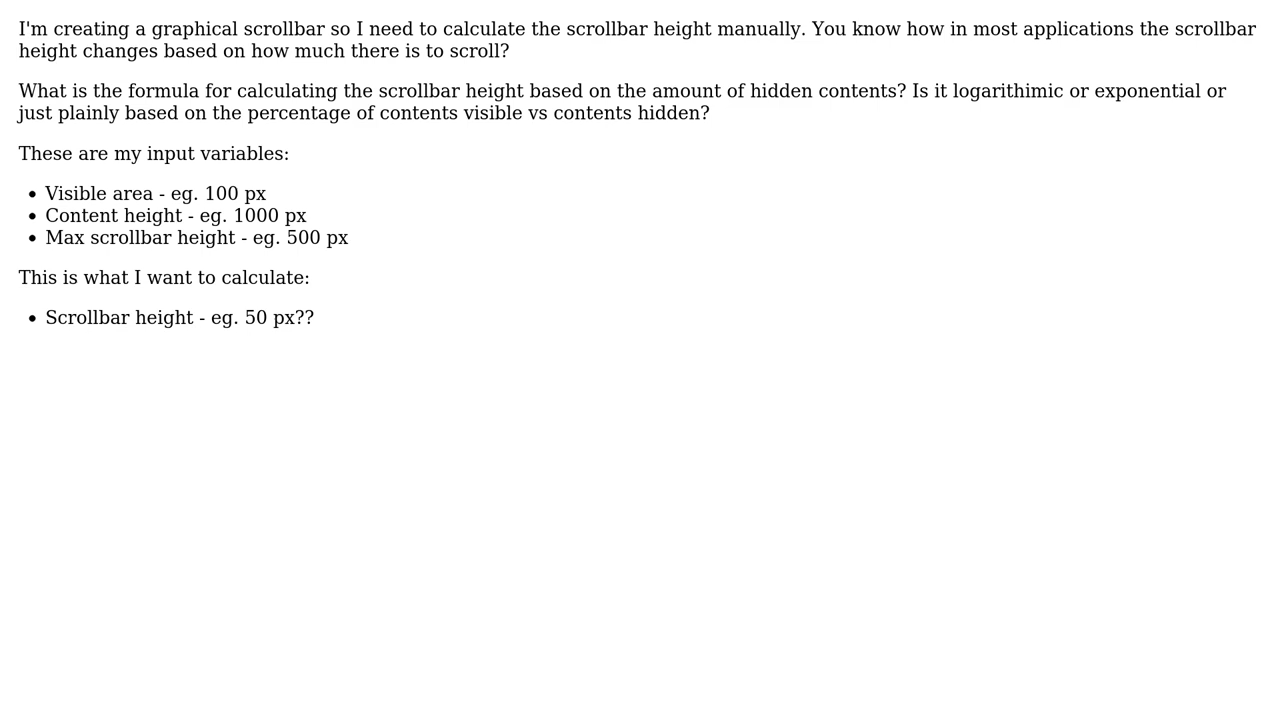 I'm creating a graphical scrollbar so I need to calculate the scrollbar height manually. You know how in most applications the scrollbar
height changes based on how much there is to scroll?
What is the formula for calculating the scrollbar height based on the amount of hidden contents? Is it logarithimic or exponential or
just plainly based on the percentage of contents visible vs contents hidden?
These are my input variables:
• Visible area - eg. 100 px
• Content height - eg. 1000 px
• Max scrollbar height - eg. 500 px
This is what I want to calculate:
• Scrollbar height - eg. 50 px??